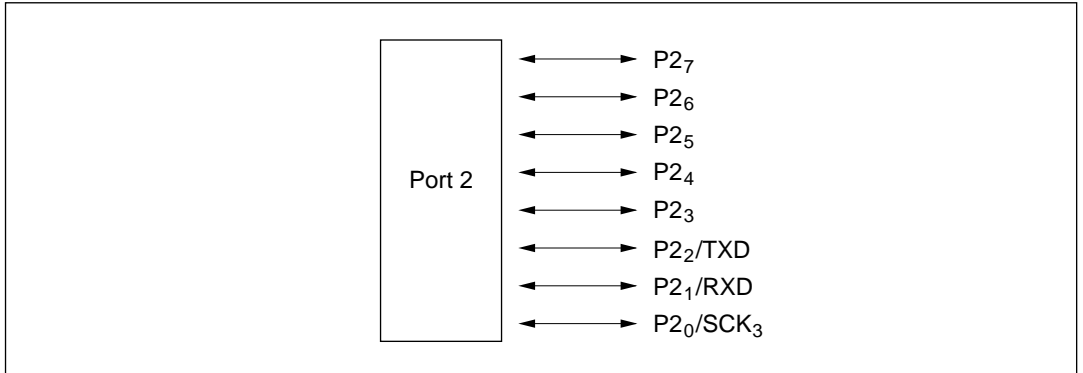 P2₇
P2₆
P2₅
Port 2 P2₄
P2₃
P2₂/TXD
P2₁/RXD
P2₀/SCK₃